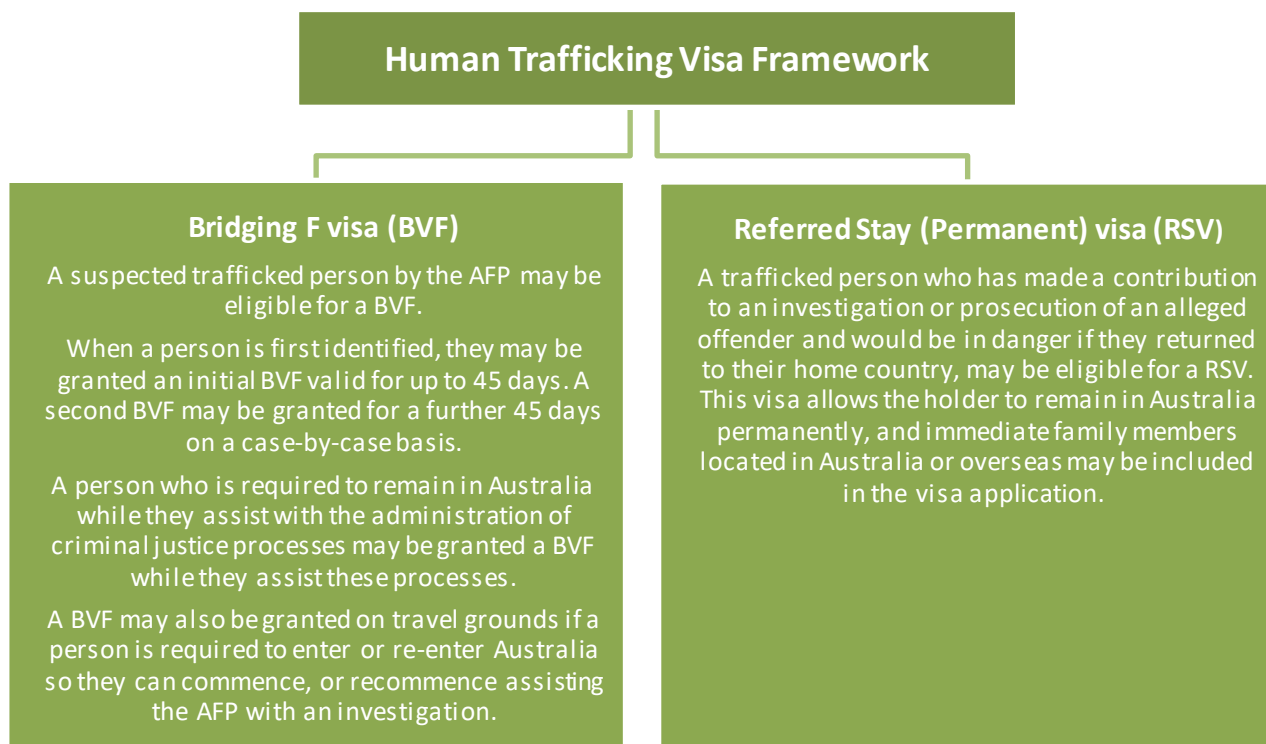 Human Trafficking Visa Framework
Bridging F visa (BVF)
A suspected trafficked person by the AFP may be
eligible for a BVF.
When a person is first identified, they may be
granted an initial BVF valid for up to 45 days. A
second BVF may be granted for a further 45 days
on a case-by-case basis.
A person who is required to remain in Australia
while they assist with the administration of
criminal justice processes may be granted a BVF
while they assist these processes.
A BVF may also be granted on travel grounds if a
person is required to enter or re-enter Australia
so they can commence, or recommence assisting
the AFP with an investigation.
Referred Stay (Permanent) visa (RSV)
A trafficked person who has made a contribution
to an investigation or prosecution of an alleged
offender and would be in danger if they returned
to their home country, may be eligible for a RSV.
This visa allows the holder to remain in Australia
permanently, and immediate family members
located in Australia or overseas may be included
in the visa application.